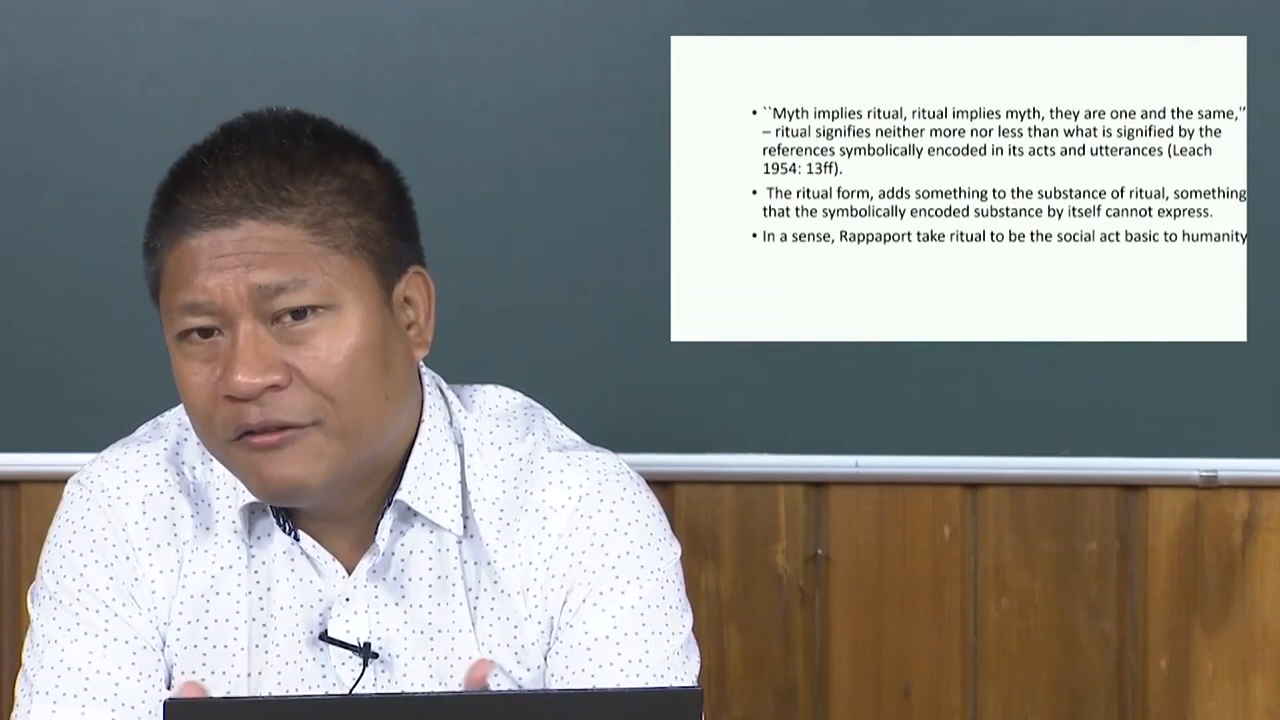 • ``Myth implies ritual, ritual implies myth, they are one and the same,’’
– ritual signifies neither more nor less than what is signified by the
references symbolically encoded in its acts and utterances (Leach
1954: 13ff).
• The ritual form, adds something to the substance of ritual, something
that the symbolically encoded substance by itself cannot express.
• In a sense, Rappaport take ritual to be the social act basic to humanity